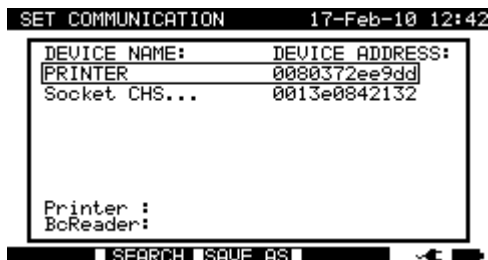 SET COMMUNICATION 17-Feb-10 12:42
DEVICE NAME: DEVICE ADDRESS:
PRINTER 0080372ee9dd
Socket CHS... 0013e0842132
Printer :
BcReader:
SEARCH SAVE AS